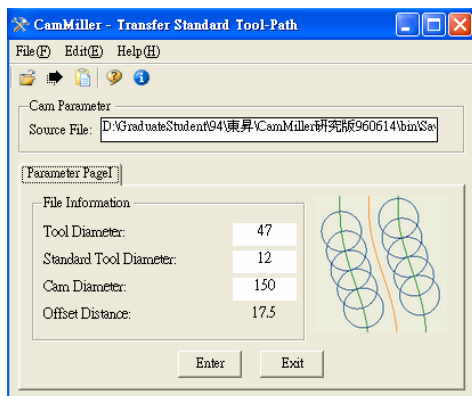 CamMiller - Transfer Standard Tool-Path
File(F) Edit(E) Help(H)
Cam Parameter
Source File: D:\GraduateStudent\94\東昇\CamMiller研究版960614\bin\Sav
Parameter Page1
File Information
Tool Diameter: 47
Standard Tool Diameter: 12
Cam Diameter: 150
Offset Distance: 17.5
Enter Exit